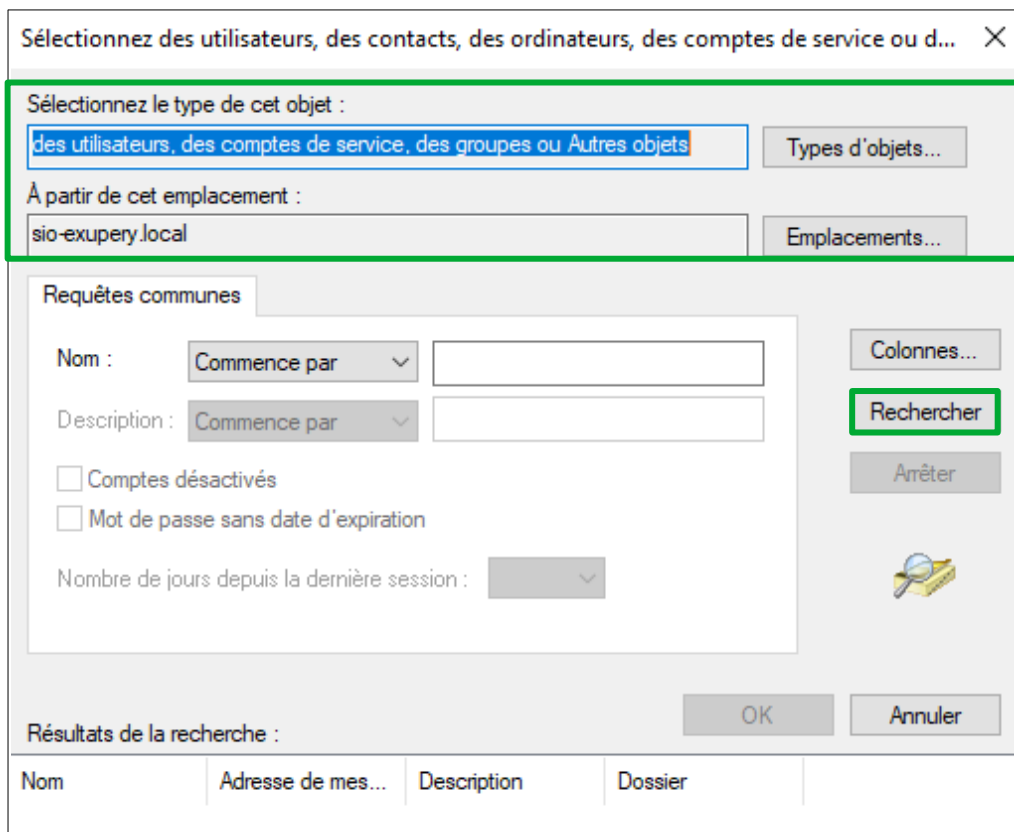 Sélectionnez des utilisateurs, des contacts, des ordinateurs, des comptes de service ou d...
Sélectionnez le type de cet objet :
des utilisateurs, des comptes de service, des groupes ou Autres objets
Types d'objets...
À partir de cet emplacement :
sio-exupery.local
Emplacements...
Requêtes communes
Nom :
Commence par
Colonnes...
Description :
Commence par
Rechercher
Comptes désactivés
Arrêter
Mot de passe sans date d'expiration
Nombre de jours depuis la dernière session :
OK
Annuler
Résultats de la recherche :
Nom
Adresse de mes...
Description
Dossier